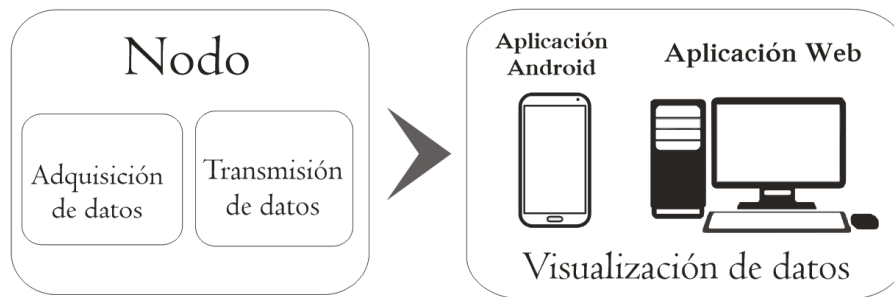 Nodo
Adquisición
de datos
Transmisión
de datos
Aplicación
Android
Aplicación Web
Visualización de datos